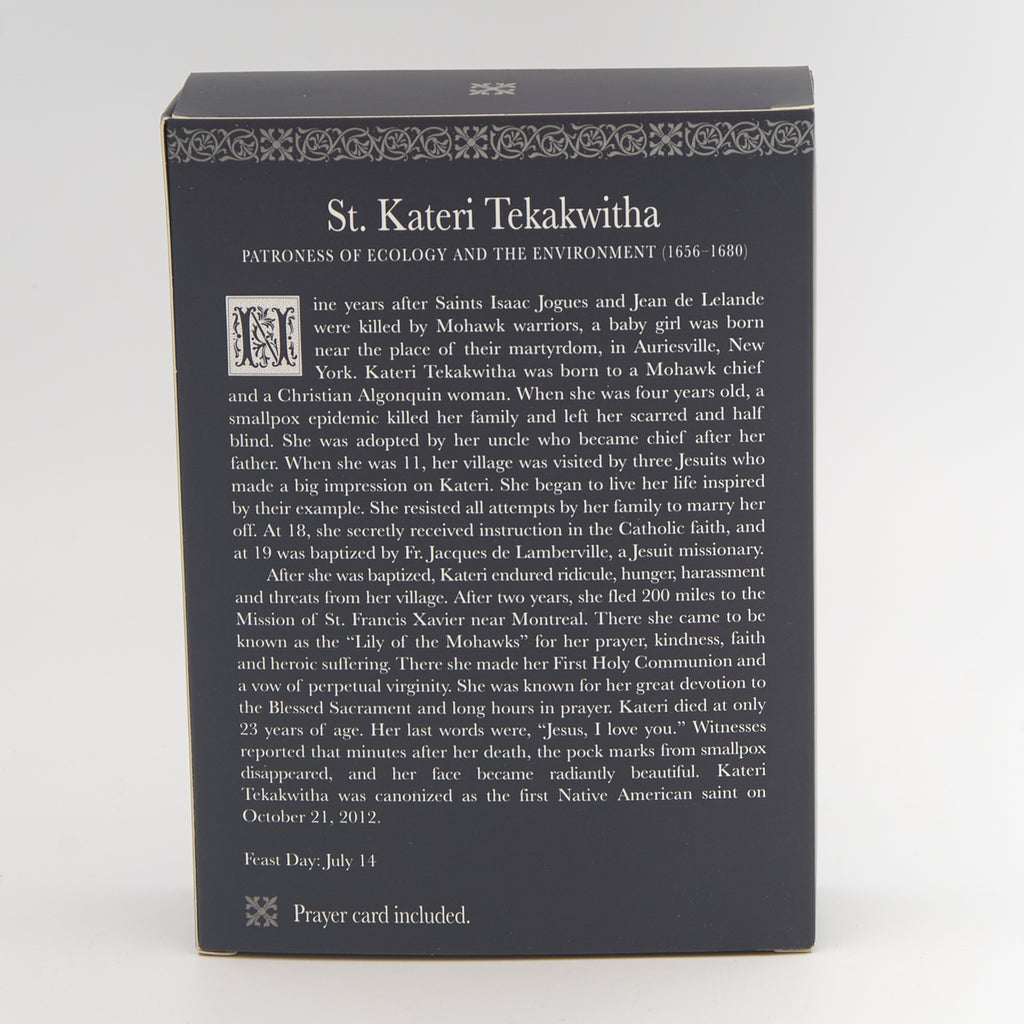 St. Kateri Tekakwitha
PATRONESS OF ECOLOGY AND THE ENVIRONMENT (1656–1680)
Nine years after Saints Isaac Jogues and Jean de Lelande
were killed by Mohawk warriors, a baby girl was born
near the place of their martyrdom, in Auriesville, New
York. Kateri Tekakwitha was born to a Mohawk chief
and a Christian Algonquin woman. When she was four years old, a
smallpox epidemic killed her family and left her scarred and half
blind. She was adopted by her uncle who became chief after her
father. When she was 11, her village was visited by three Jesuits who
made a big impression on Kateri. She began to live her life inspired
by their example. She resisted all attempts by her family to marry her
off. At 18, she secretly received instruction in the Catholic faith, and
at 19 was baptized by Fr. Jacques de Lamberville, a Jesuit missionary.
After she was baptized, Kateri endured ridicule, hunger, harassment
and threats from her village. After two years, she fled 200 miles to the
Mission of St. Francis Xavier near Montreal. There she came to be
known as the “Lily of the Mohawks” for her prayer, kindness, faith
and heroic suffering. There she made her First Holy Communion and
a vow of perpetual virginity. She was known for her great devotion to
the Blessed Sacrament and long hours in prayer. Kateri died at only
23 years of age. Her last words were, “Jesus, I love you.” Witnesses
reported that minutes after her death, the pock marks from smallpox
disappeared, and her face became radiantly beautiful. Kateri
Tekakwitha was canonized as the first Native American saint on
October 21, 2012.
Feast Day: July 14
Prayer card included.